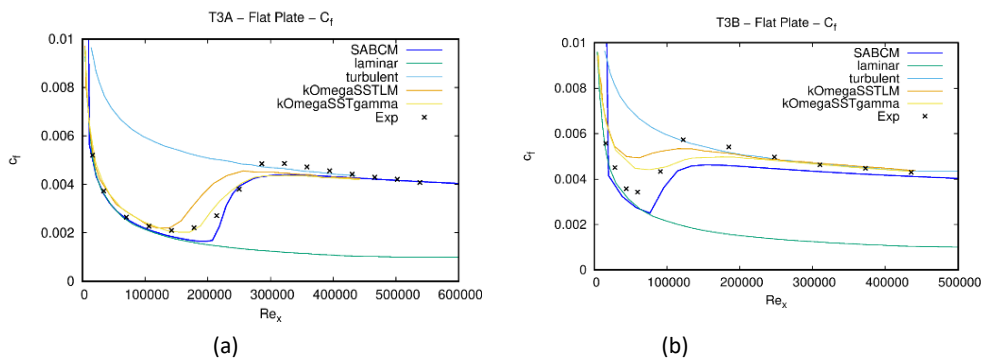 T3A – Flat Plate – Cf
0.01
0.008
0.006
0.004
0.002
0
cf
0
100000
200000
300000
400000
500000
600000
Rex
SABCM
laminar
turbulent
kOmegaSSTLM
kOmegaSSTgamma
Exp
(a)
T3B – Flat Plate – Cf
0.01
0.008
0.006
0.004
0.002
0
cf
0
100000
200000
300000
400000
500000
Rex
SABCM
laminar
turbulent
kOmegaSSTLM
kOmegaSSTgamma
Exp
(b)